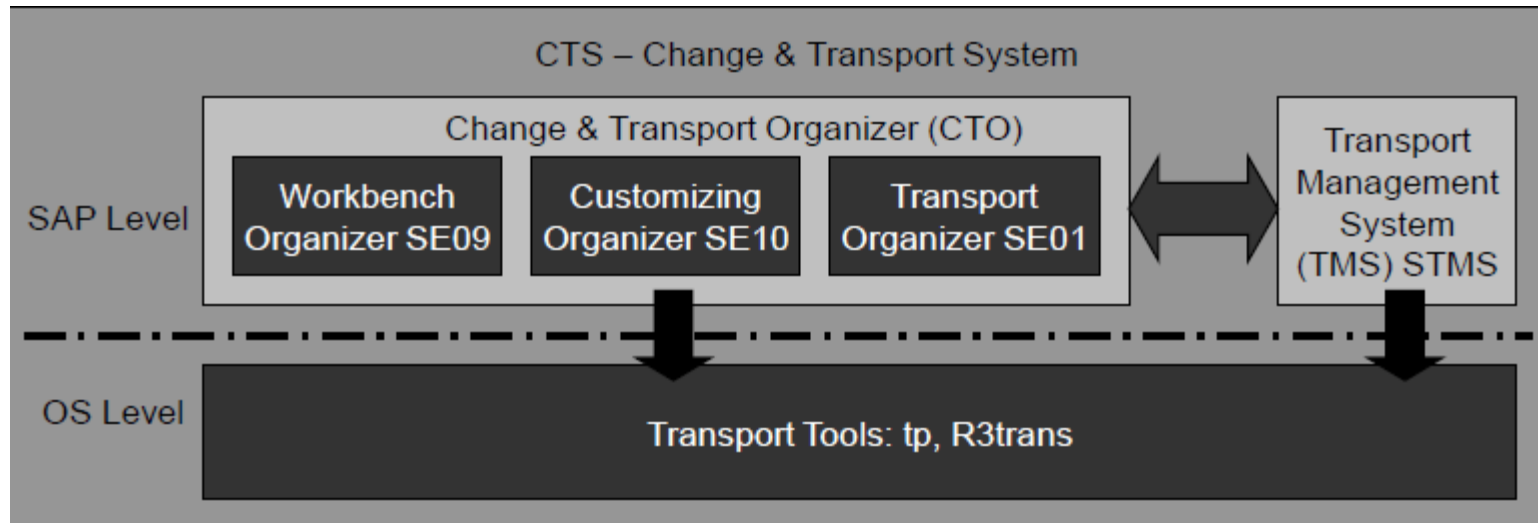 CTS – Change & Transport System
Change & Transport Organizer (CTO)
SAP Level
Workbench
Organizer SE09
Customizing
Organizer SE10
Transport
Organizer SE01
Transport
Management
System
(TMS) STMS
OS Level
Transport Tools: tp, R3trans